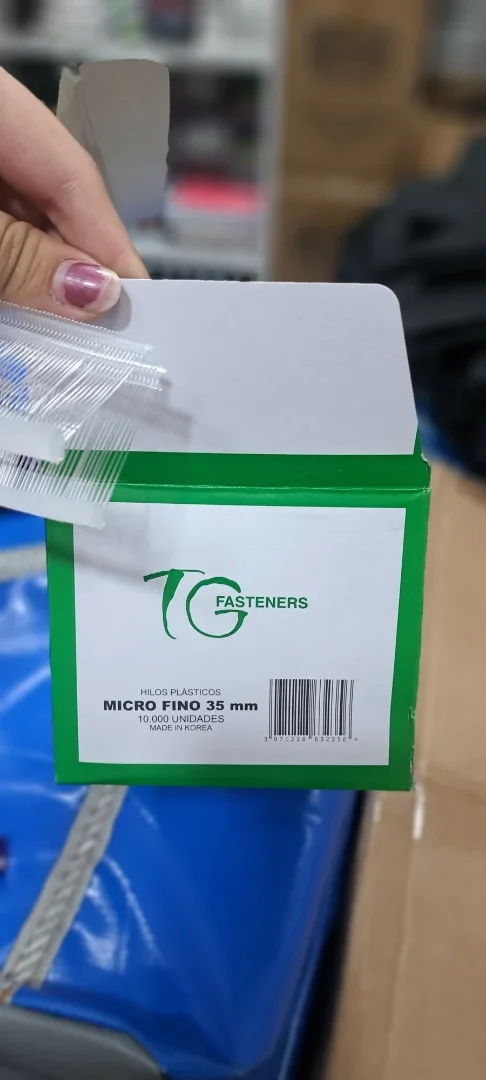 TG FASTENERS
HILOS PLÁSTICOS
MICRO FINO 35 mm
10.000 UNIDADES
MADE IN KOREA